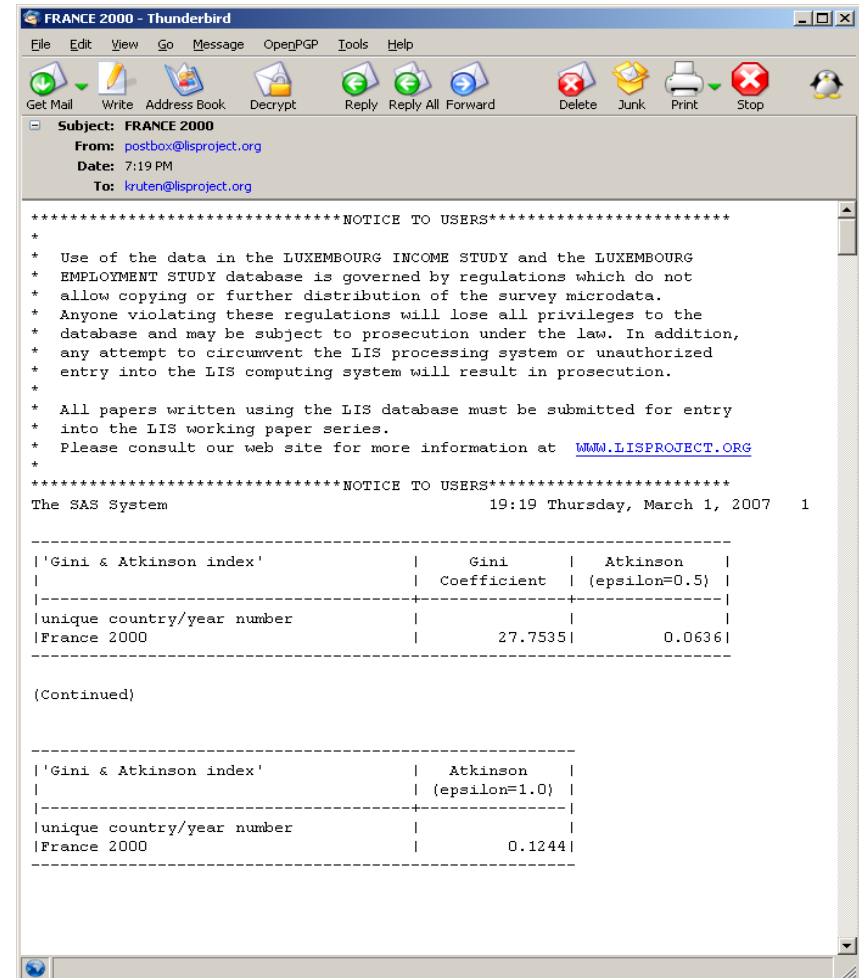 FRANCE 2000 - Thunderbird
File Edit View Go Message OpenPGP Tools Help
Get Mail Write Address Book Decrypt Reply Reply All Forward Delete Junk Print Stop
Subject: FRANCE 2000
From: postbox@lisproject.org
Date: 7:19 PM
To: kruten@lisproject.org
********************************NOTICE TO USERS*************************
*
* Use of the data in the LUXEMBOURG INCOME STUDY and the LUXEMBOURG
* EMPLOYMENT STUDY database is governed by regulations which do not
* allow copying or further distribution of the survey microdata.
* Anyone violating these regulations will lose all privileges to the
* database and may be subject to prosecution under the law. In addition,
* any attempt to circumvent the LIS processing system or unauthorized
* entry into the LIS computing system will result in prosecution.
*
* All papers written using the LIS database must be submitted for entry
* into the LIS working paper series.
* Please consult our web site for more information at WWW.LISPROJECT.ORG
*
********************************NOTICE TO USERS*************************
The SAS System 19:19 Thursday, March 1, 2007 1
------------------------------------------------------------------------
|'Gini & Atkinson index' | Gini | Atkinson |
| | Coefficient | (epsilon=0.5) |
|--------------------------------------+---------------+---------------|
|unique country/year number | | |
|France 2000 | 27.7535| 0.0636|
------------------------------------------------------------------------
(Continued)
--------------------------------------------------------
|'Gini & Atkinson index' | Atkinson |
| | (epsilon=1.0) |
|--------------------------------------+---------------|
|unique country/year number | |
|France 2000 | 0.1244|
--------------------------------------------------------